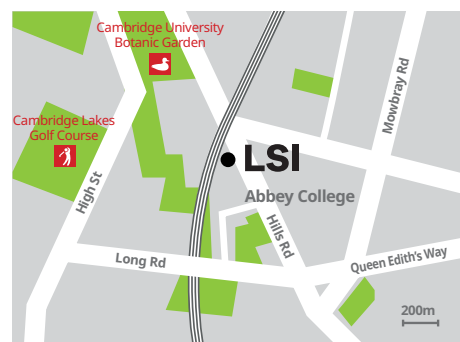 Cambridge University
Botanic Garden
Mowbray Rd
Cambridge Lakes
Golf Course
LSI
High St
Abbey College
Hills Rd
Long Rd
Queen Edith's Way
200m